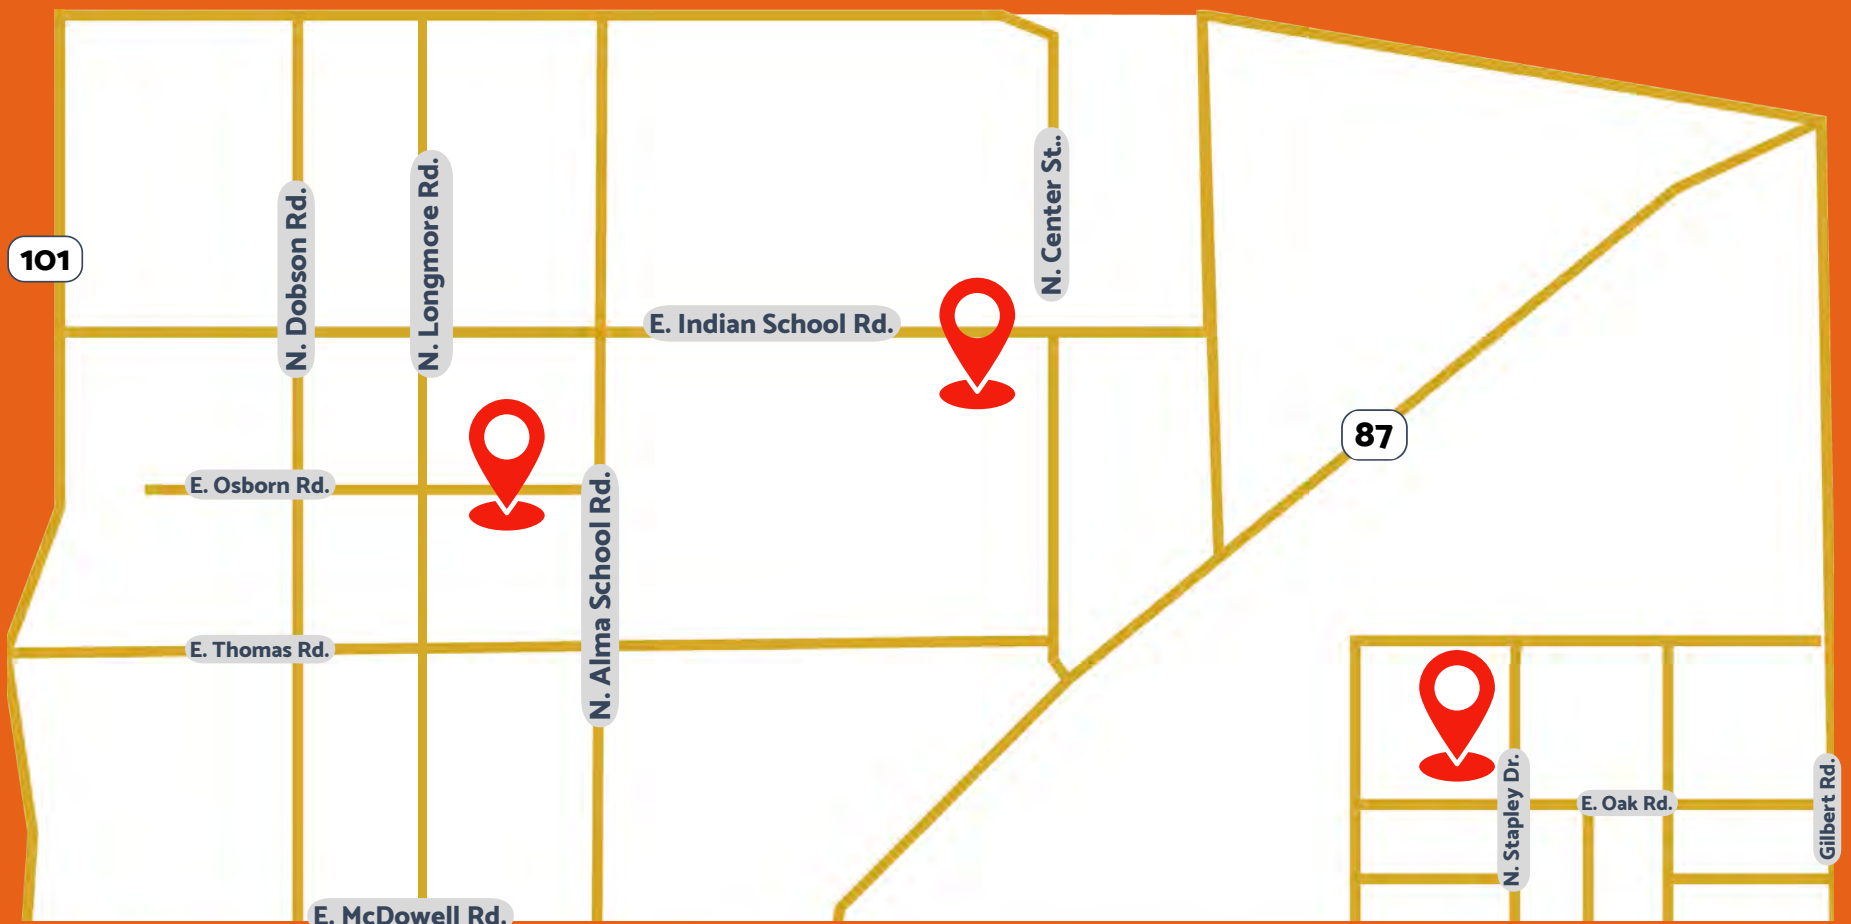 N. Center St..
N. Longmore Rd.
N. Dobson Rd.
101
E. Indian School Rd.
87
E. Osborn Rd.
N. Alma School Rd.
E. Thomas Rd.
N. Stapley Dr.
E. Oak Rd.
Gilbert Rd.
E. McDowell Rd.